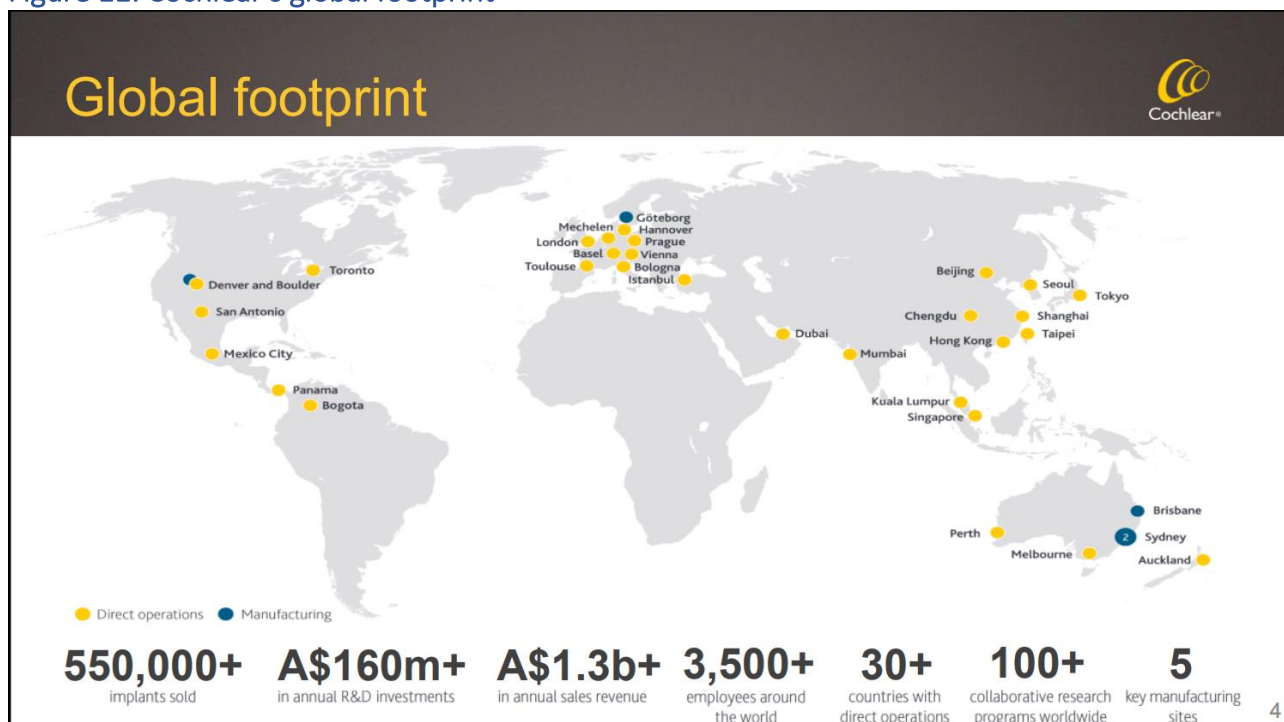 Global footprint
Cochlear®
Göteborg
Mechelen
Hannover
London
Prague
Basel
Vienna
Toulouse
Bologna
Istanbul
Toronto
Denver and Boulder
San Antonio
Mexico City
Panama
Bogota
Dubai
Mumbai
Beijing
Seoul
Tokyo
Chengdu
Shanghai
Hong Kong
Taipei
Kuala Lumpur
Singapore
Brisbane
Perth
2
Sydney
Melbourne
Auckland
Direct operations
Manufacturing
550,000+
implants sold
A$160m+
in annual R&D investments
A$1.3b+
in annual sales revenue
3,500+
employees around
the world
30+
countries with
direct operations
100+
collaborative research
programs worldwide
5
key manufacturing
sites
4